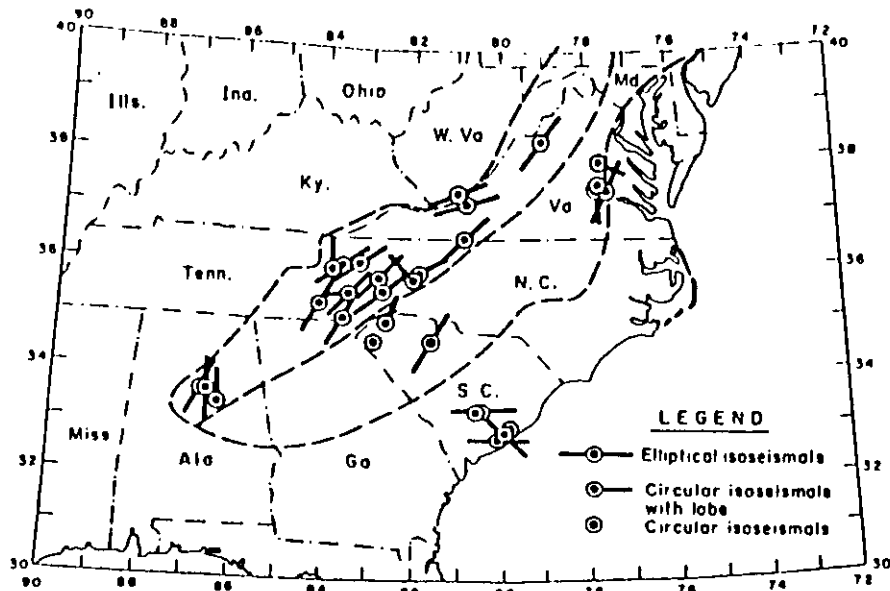 88 86 84 82 80 78 76 74
40 40
Md
Ills. Ind. Ohio
W. Va
38 38
Ky.
Va
36 36
Tenn. N. C.
34 34
S C.
Miss
LEGEND
Ala Ga
Elliptical isoseismals
32 32
Circular isoseismals
with lobe
Circular isoseismals
30 30
90 88 86 84 82 80 78 76 74 72